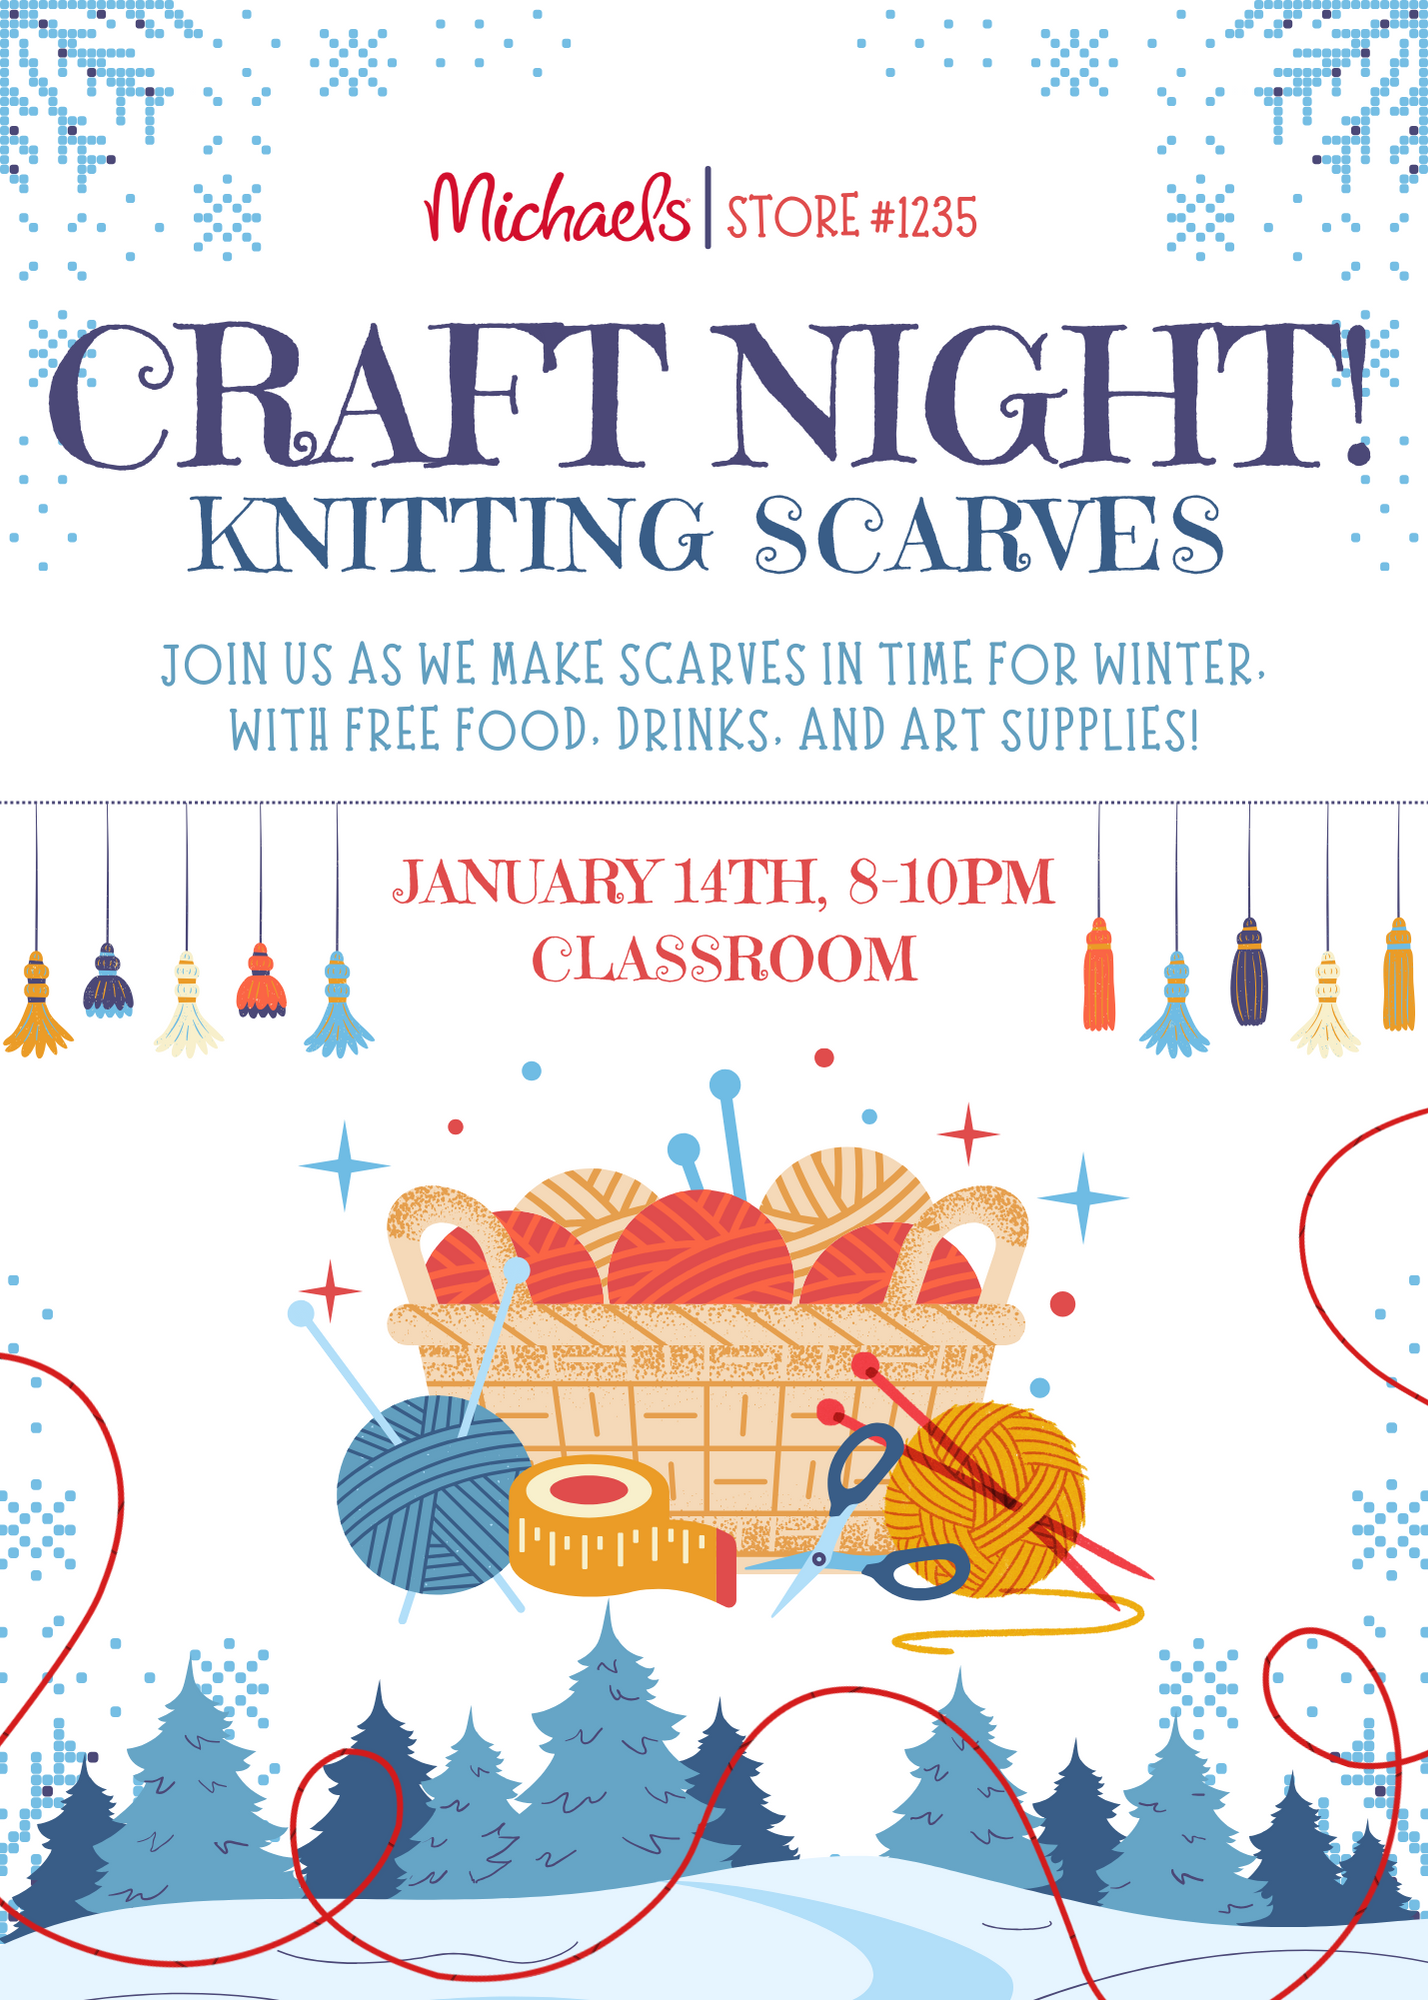 Michaels STORE #1235
CRAFT NIGHT!
KNITTING SCARVES
JOIN US AS WE MAKE SCARVES IN TIME FOR WINTER,
WITH FREE FOOD, DRINKS, AND ART SUPPLIES!
JANUARY 14TH, 8-10PM
CLASSROOM